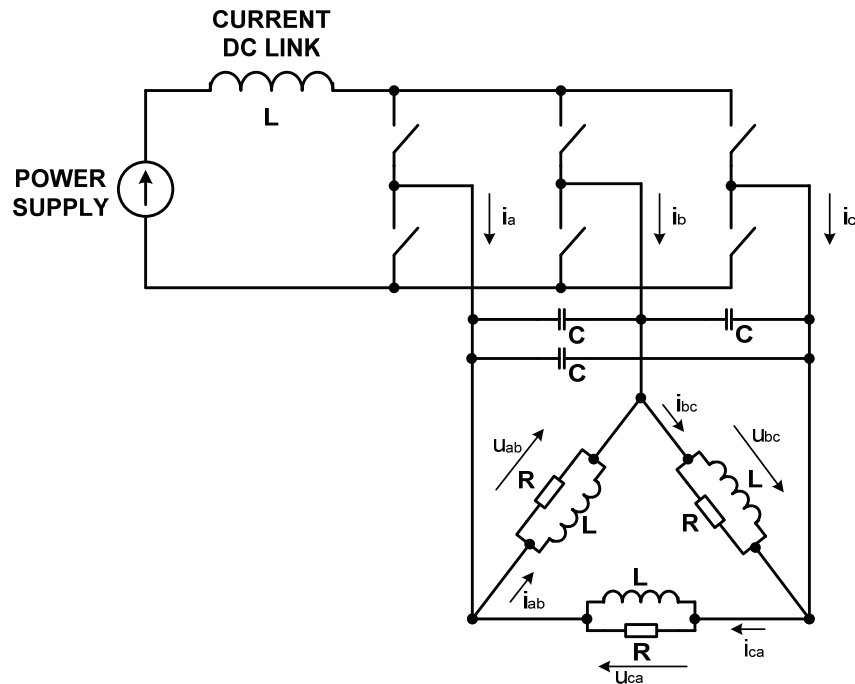 CURRENT
DC LINK
L
POWER
SUPPLY
ia
ib
ic
C
C
C
ibc
uab
ubc
R
L
L
R
iab
L
R
ica
uca